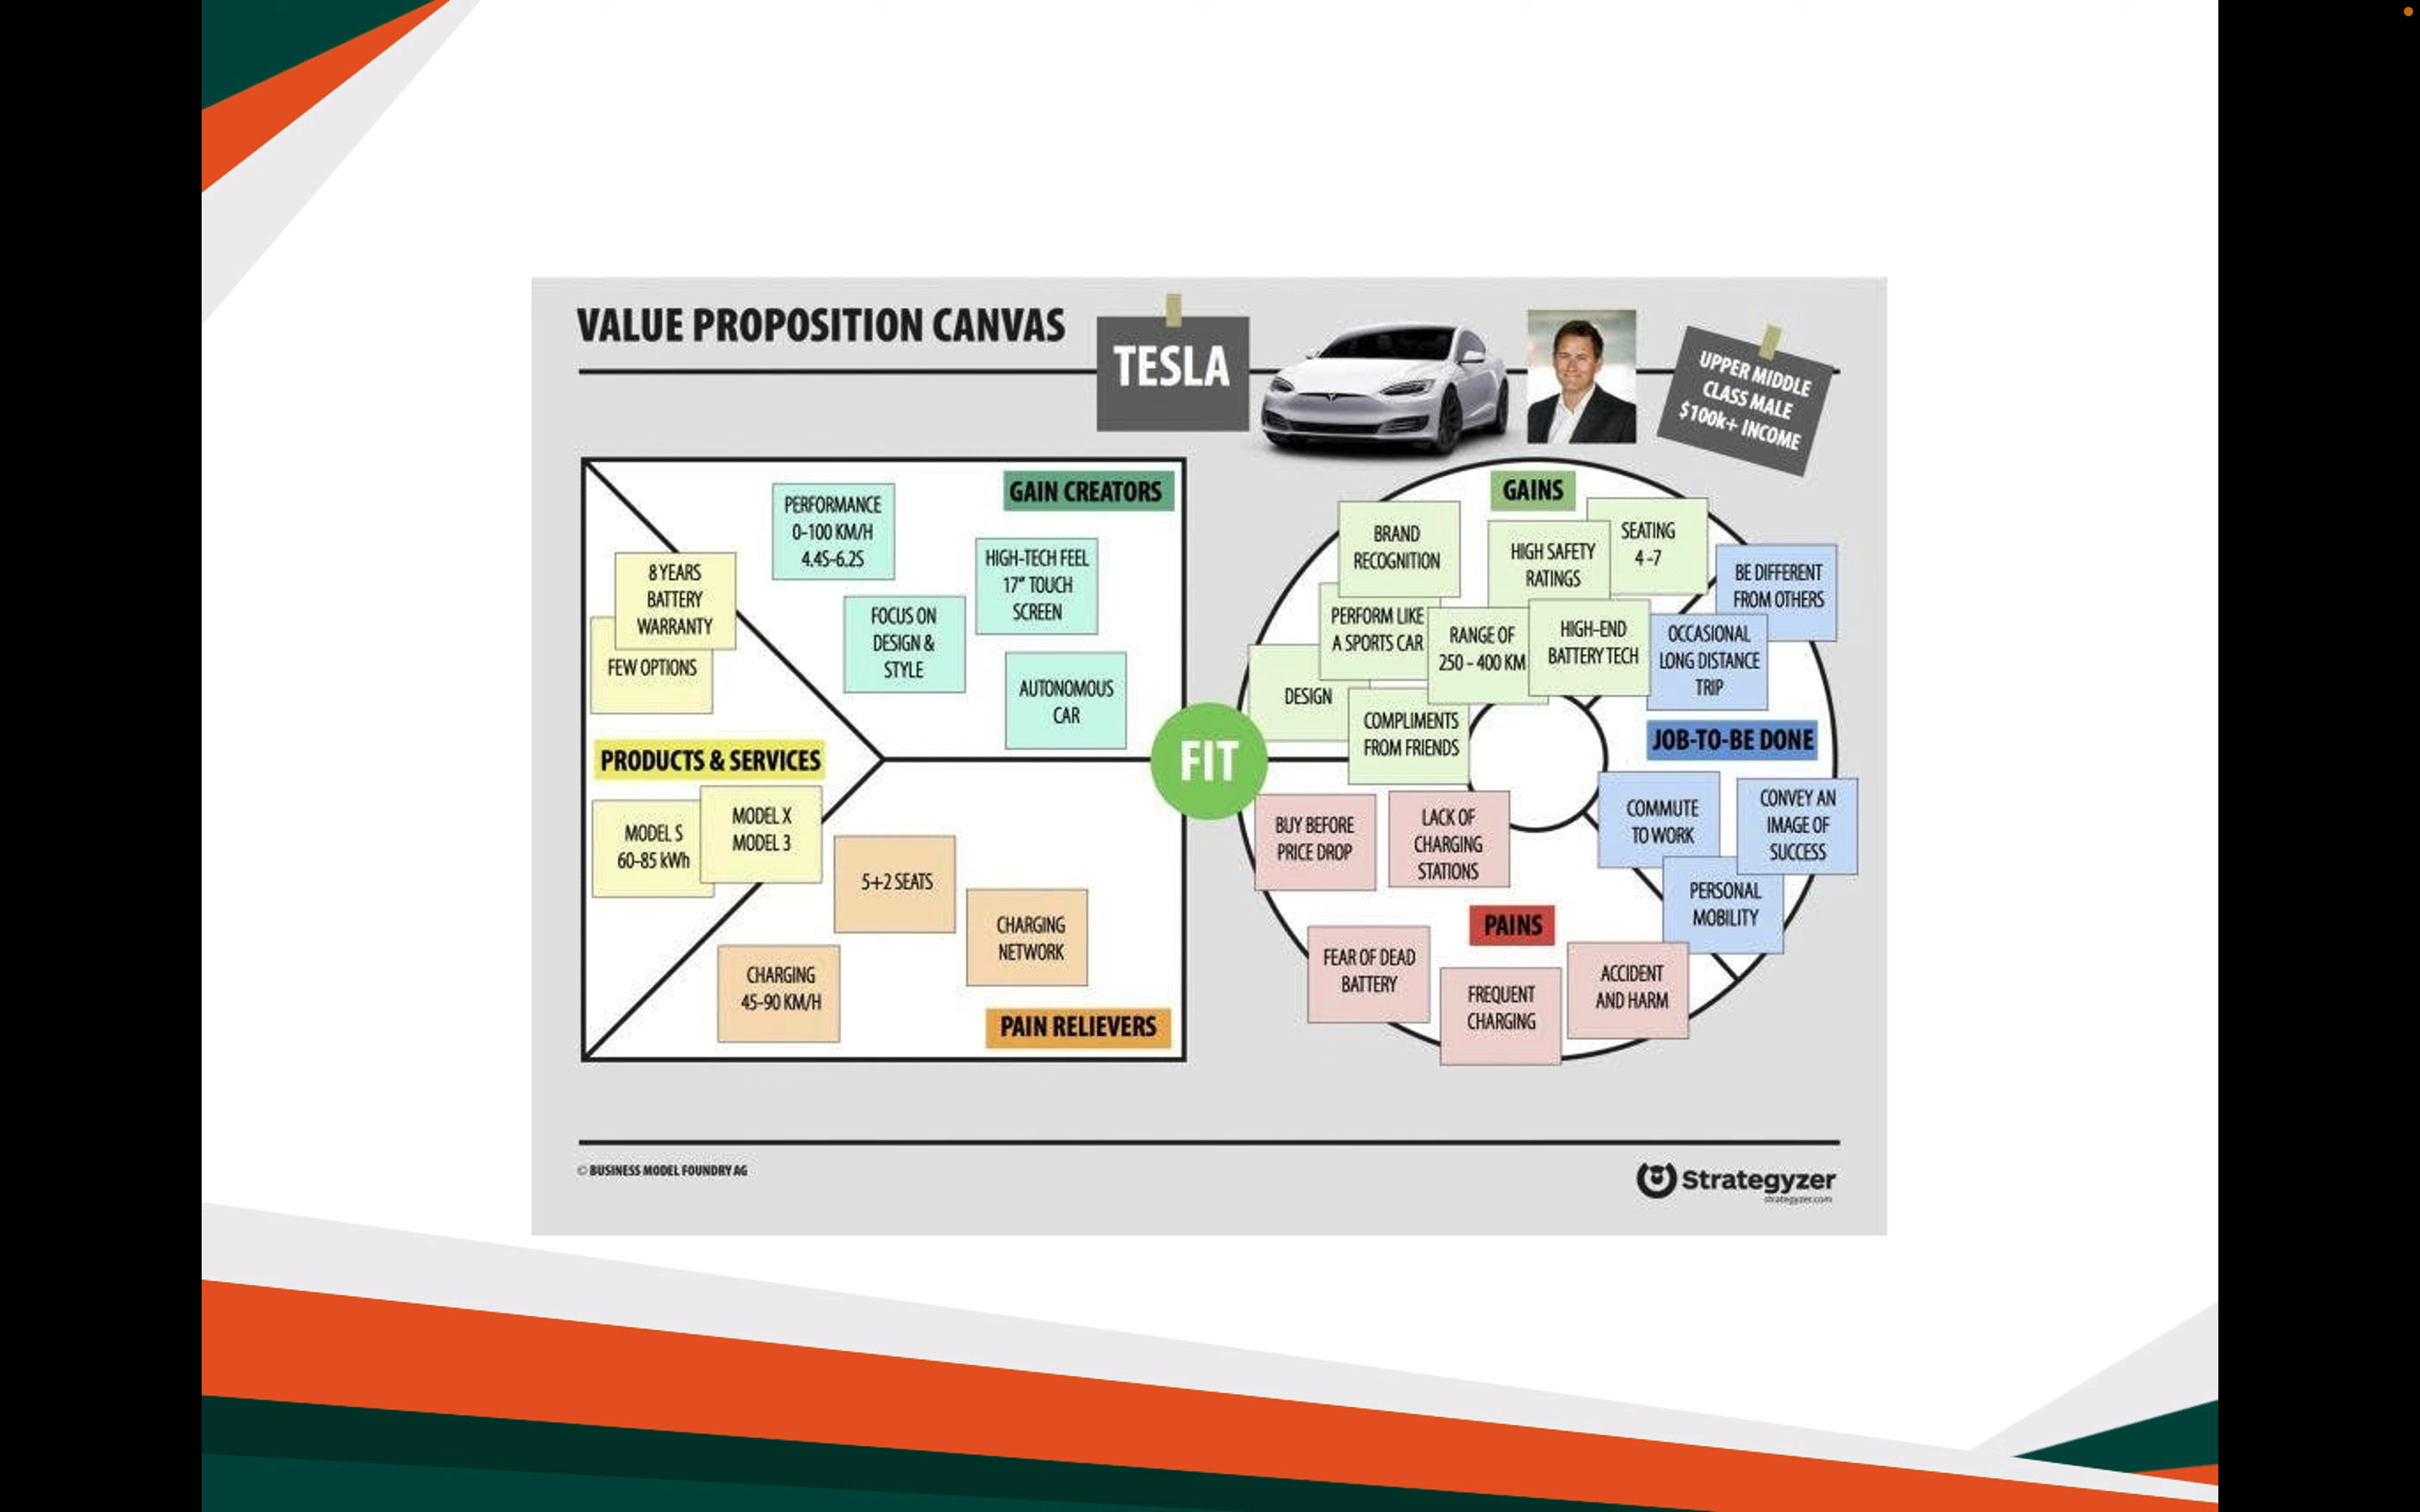 VALUE PROPOSITION CANVAS
TESLA
UPPER MIDDLE
CLASS MALE
$100k+ INCOME
GAIN CREATORS
PERFORMANCE
0-100 KM/H
4.4S-6.2S
HIGH-TECH FEEL
17" TOUCH
SCREEN
FOCUS ON
DESIGN &
STYLE
AUTONOMOUS
CAR
8 YEARS
BATTERY
WARRANTY
FEW OPTIONS
PRODUCTS & SERVICES
MODEL S
60-85 kWh
MODEL X
MODEL 3
5+2 SEATS
CHARGING
NETWORK
CHARGING
45-90 KM/H
PAIN RELIEVERS
FIT
GAINS
BRAND
RECOGNITION
HIGH SAFETY
RATINGS
SEATING
4 -7
PERFORM LIKE
A SPORTS CAR
RANGE OF
250 - 400 KM
HIGH-END
BATTERY TECH
DESIGN
COMPLIMENTS
FROM FRIENDS
BE DIFFERENT
FROM OTHERS
OCCASIONAL
LONG DISTANCE
TRIP
JOB-TO-BE DONE
COMMUTE
TO WORK
CONVEY AN
IMAGE OF
SUCCESS
PERSONAL
MOBILITY
BUY BEFORE
PRICE DROP
LACK OF
CHARGING
STATIONS
PAINS
FEAR OF DEAD
BATTERY
FREQUENT
CHARGING
ACCIDENT
AND HARM
© BUSINESS MODEL FOUNDRY AG
Strategyzer
strategyzer.com